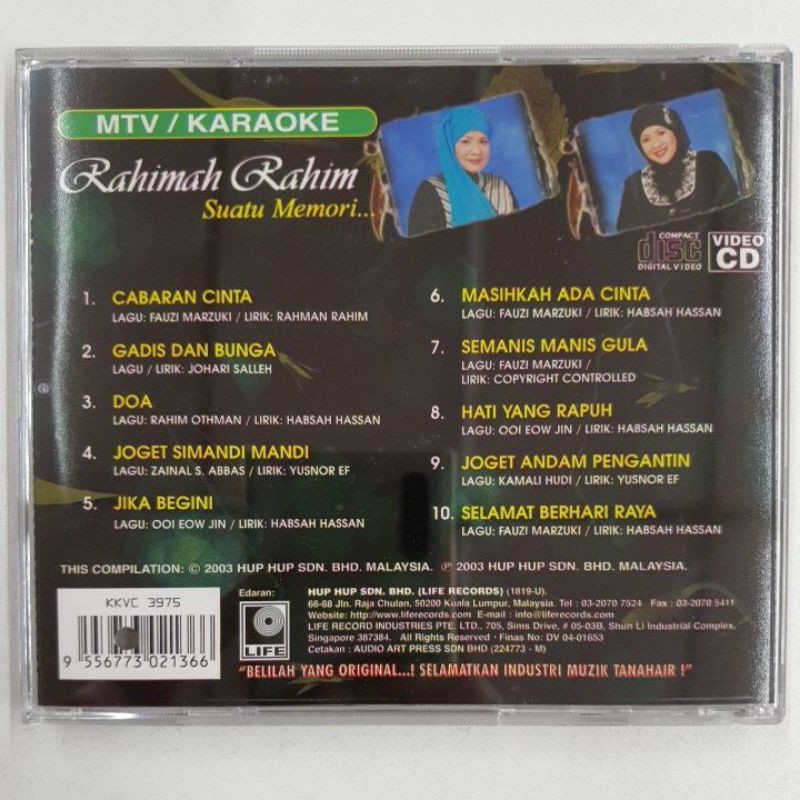 MTV / KARAOKE
Rahimah Rahim
Suatu Memori...
COMPACT
disc
DIGITAL VIDEO
VIDEO
CD
1. CABARAN CINTA
LAGU: FAUZI MARZUKI / LIRIK: RAHMAN RAHIM
2. GADIS DAN BUNGA
LAGU / LIRIK: JOHARI SALLEH
3. DOA
LAGU: RAHIM OTHMAN / LIRIK: HABSAH HASSAN
4. JOGET SIMANDI MANDI
LAGU: ZAINAL S. ABBAS / LIRIK: YUSNOR EF
5. JIKA BEGINI
LAGU: OOI EOW JIN / LIRIK: HABSAH HASSAN
6. MASIHKAH ADA CINTA
LAGU: FAUZI MARZUKI / LIRIK: HABSAH HASSAN
7. SEMANIS MANIS GULA
LAGU: FAUZI MARZUKI /
LIRIK: COPYRIGHT CONTROLLED
8. HATI YANG RAPUH
LAGU: OOI EOW JIN / LIRIK: HABSAH HASSAN
9. JOGET ANDAM PENGANTIN
LAGU: KAMALI HUDI / LIRIK: YUSNOR EF
10. SELAMAT BERHARI RAYA
LAGU: FAUZI MARZUKI / LIRIK: HABSAH HASSAN
THIS COMPILATION: © 2003 HUP HUP SDN. BHD. MALAYSIA. ℗ 2003 HUP HUP SDN. BHD. MALAYSIA.
KKVC 3975
9 556773 021366
Edaran:
LIFE
HUP HUP SDN. BHD. (LIFE RECORDS) (1819-U).
66-68 Jln. Raja Chulan, 50200 Kuala Lumpur, Malaysia. Tel : 03-2070 7524 Fax : 03-2070 5411
Website: http://www.liferecords.com E-mail : info@liferecords.com
LIFE RECORD INDUSTRIES PTE. LTD., 705, Sims Drive, # 05-03B, Shun Li Industrial Complex,
Singapore 387384. All Rights Reserved • Finas No: DV 04-01653
Cetakan : AUDIO ART PRESS SDN BHD (224773 - M)
"BELILAH YANG ORIGINAL...! SELAMATKAN INDUSTRI MUZIK TANAHAIR !"